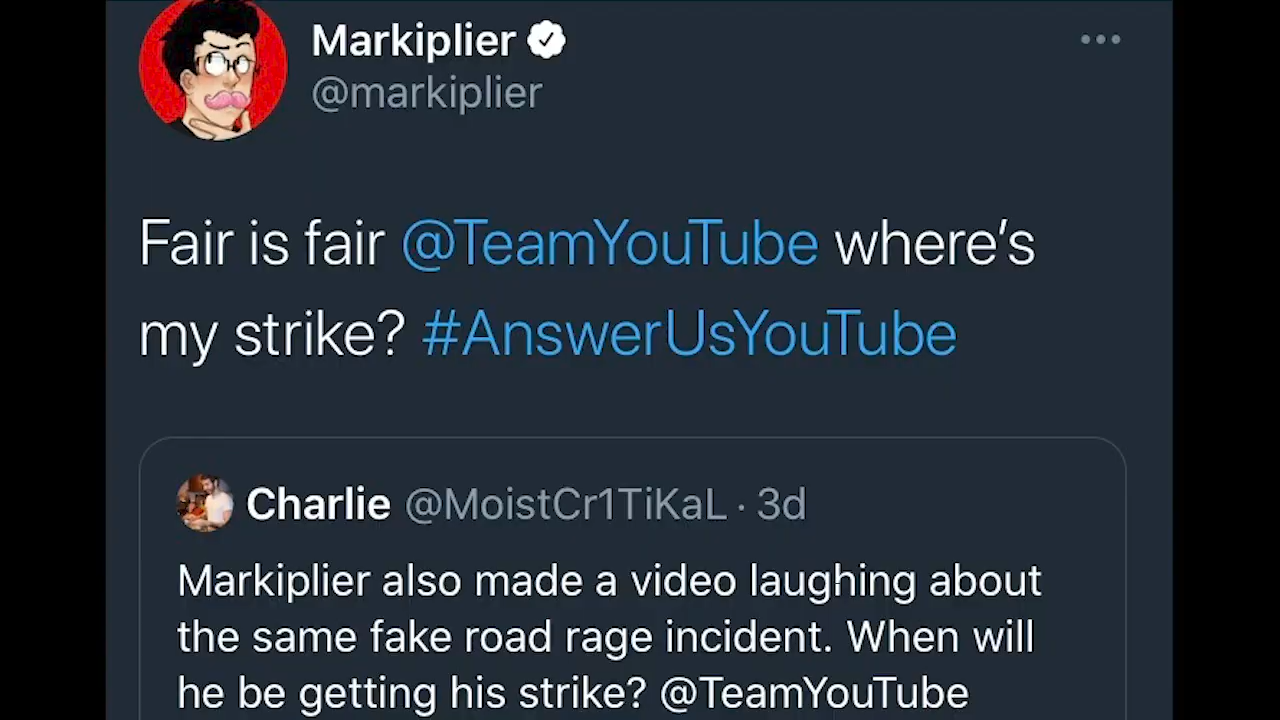 Markiplier
@markiplier
Fair is fair @TeamYouTube where’s
my strike? #AnswerUsYouTube
Charlie @MoistCr1TiKaL · 3d
Markiplier also made a video laughing about
the same fake road rage incident. When will
he be getting his strike? @TeamYouTube